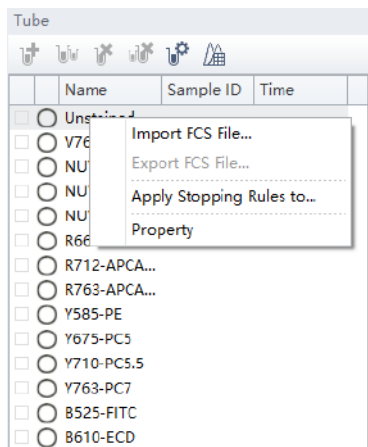 Tube
Name Sample ID Time
Unstained
Import FCS File...
V76
Export FCS File...
NU
NU
Apply Stopping Rules to...
NU
Property
R66
R712-APCA...
R763-APCA...
Y585-PE
Y675-PC5
Y710-PC5.5
Y763-PC7
B525-FITC
B610-ECD